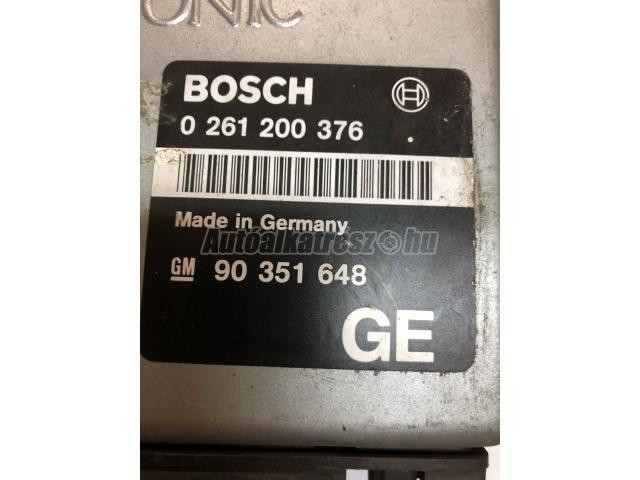 ONIC
BOSCH
0 261 200 376
Made in Germany
Autóalkatrész.hu
GM 90 351 648
GE